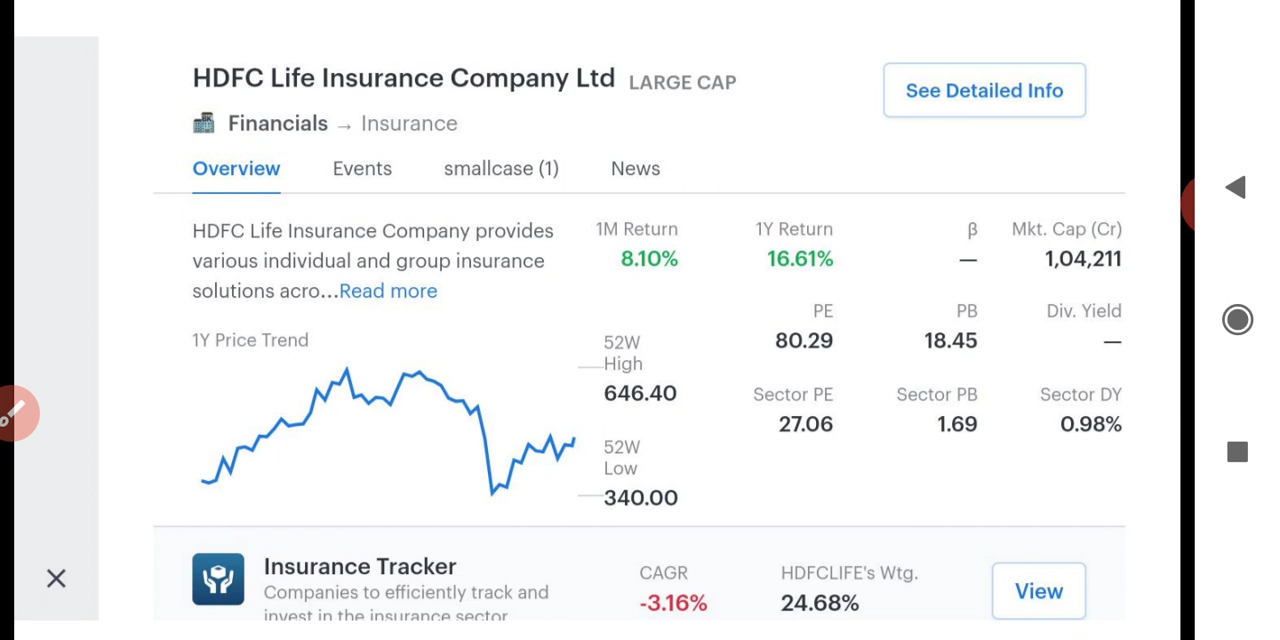 HDFC Life Insurance Company Ltd LARGE CAP
See Detailed Info
Financials → Insurance
Overview Events smallcase (1) News
HDFC Life Insurance Company provides
various individual and group insurance
solutions acro...Read more
1Y Price Trend
52W
High
646.40
52W
Low
340.00
1M Return 1Y Return β Mkt. Cap (Cr)
8.10% 16.61% — 1,04,211
PE PB Div. Yield
80.29 18.45 —
Sector PE Sector PB Sector DY
27.06 1.69 0.98%
Insurance Tracker
Companies to efficiently track and
invest in the insurance sector
CAGR HDFCLIFE's Wtg.
-3.16% 24.68%
View